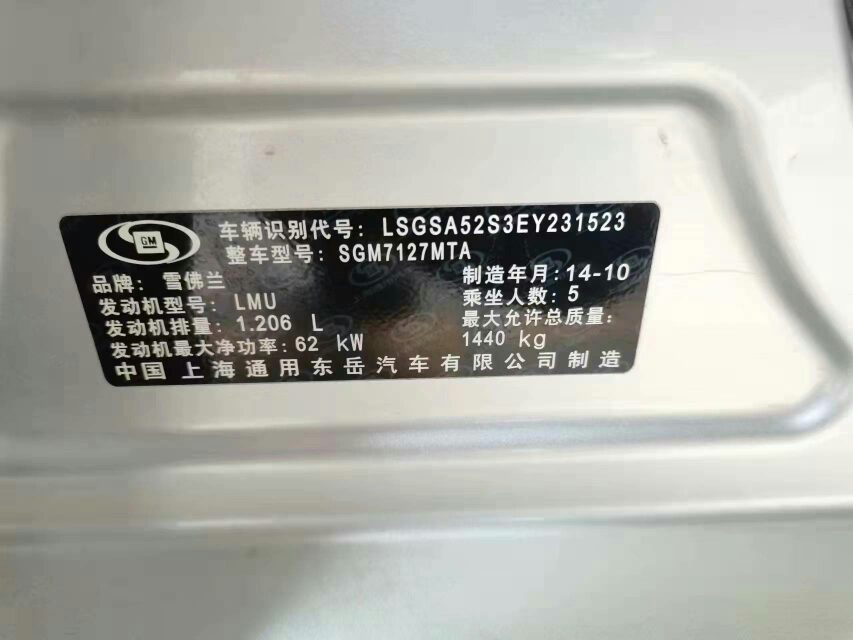 GM
车辆识别代号: LSGSA52S3EY231523
整车型号: SGM7127MTA
品牌: 雪佛兰
制造年月:14-10
发动机型号: LMU
乘坐人数: 5
发动机排量: 1.206 L
最大允许总质量:
发动机最大净功率:62 kW
1440 kg
中国 上海通用东岳汽车有限公司制造